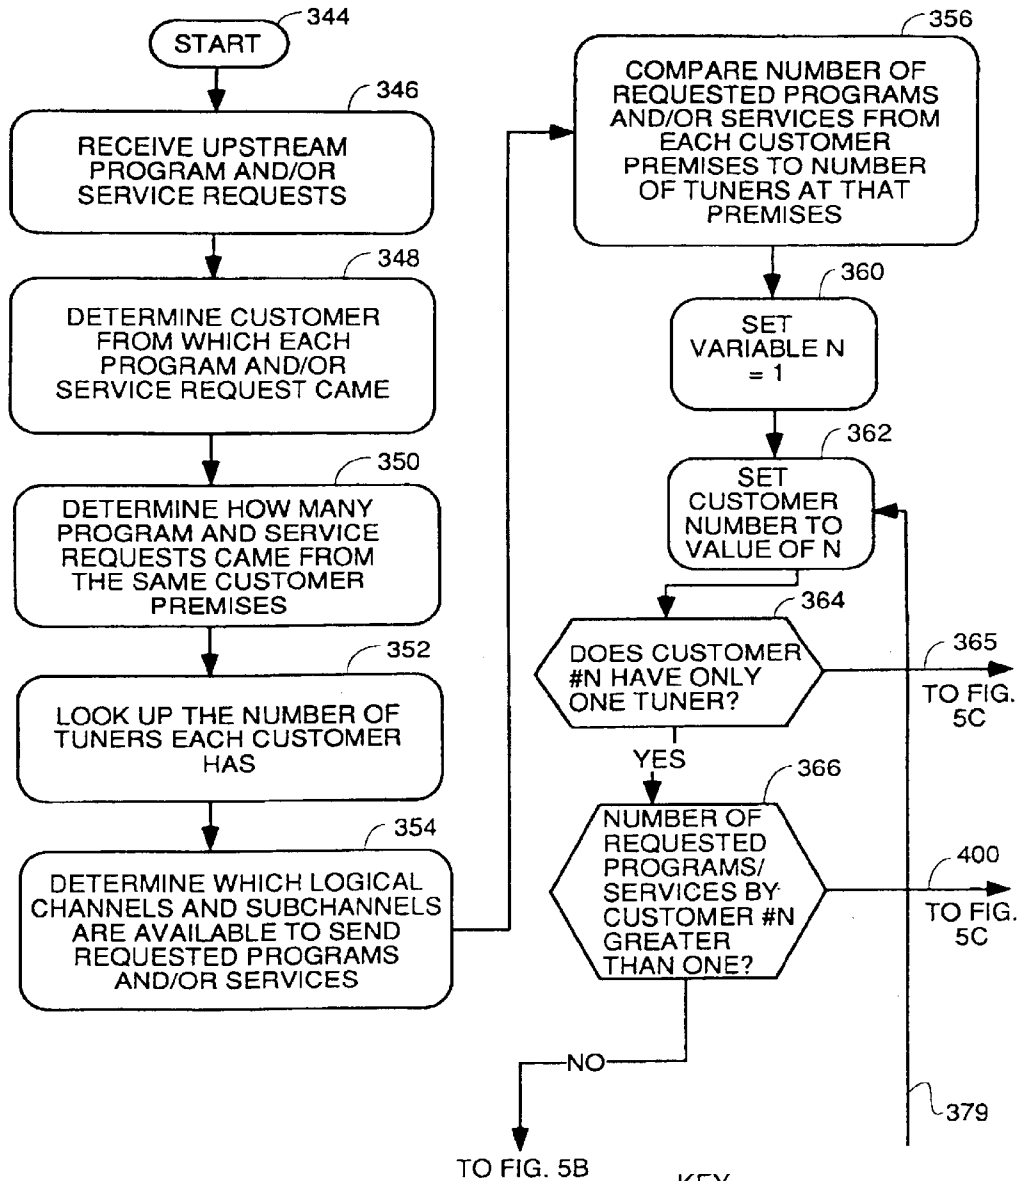 START
344
346
RECEIVE UPSTREAM
PROGRAM AND/OR
SERVICE REQUESTS
348
DETERMINE CUSTOMER
FROM WHICH EACH
PROGRAM AND/OR
SERVICE REQUEST CAME
350
DETERMINE HOW MANY
PROGRAM AND SERVICE
REQUESTS CAME FROM
THE SAME CUSTOMER
PREMISES
352
LOOK UP THE NUMBER OF
TUNERS EACH CUSTOMER
HAS
354
DETERMINE WHICH LOGICAL
CHANNELS AND SUBCHANNELS
ARE AVAILABLE TO SEND
REQUESTED PROGRAMS
AND/OR SERVICES
356
COMPARE NUMBER OF
REQUESTED PROGRAMS
AND/OR SERVICES FROM
EACH CUSTOMER
PREMISES TO NUMBER
OF TUNERS AT THAT
PREMISES
360
SET
VARIABLE N
= 1
362
SET
CUSTOMER
NUMBER TO
VALUE OF N
364
DOES CUSTOMER
#N HAVE ONLY
ONE TUNER?
365
TO FIG.
5C
YES
366
NUMBER OF
REQUESTED
PROGRAMS/
SERVICES BY
CUSTOMER #N
GREATER
THAN ONE?
400
TO FIG.
5C
NO
379
TO FIG. 5B
KEY